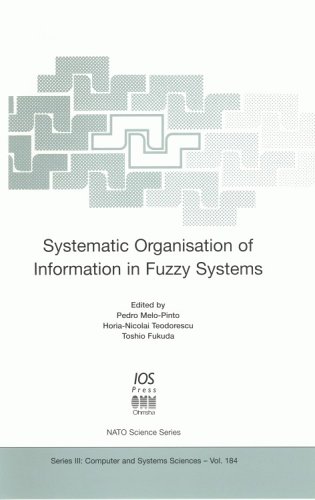 Systematic Organisation of
Information in Fuzzy Systems
Edited by
Pedro Melo-Pinto
Horia-Nicolai Teodorescu
Toshio Fukuda
IOS
Press
Ohmsha
NATO Science Series
Series III: Computer and Systems Sciences – Vol. 184